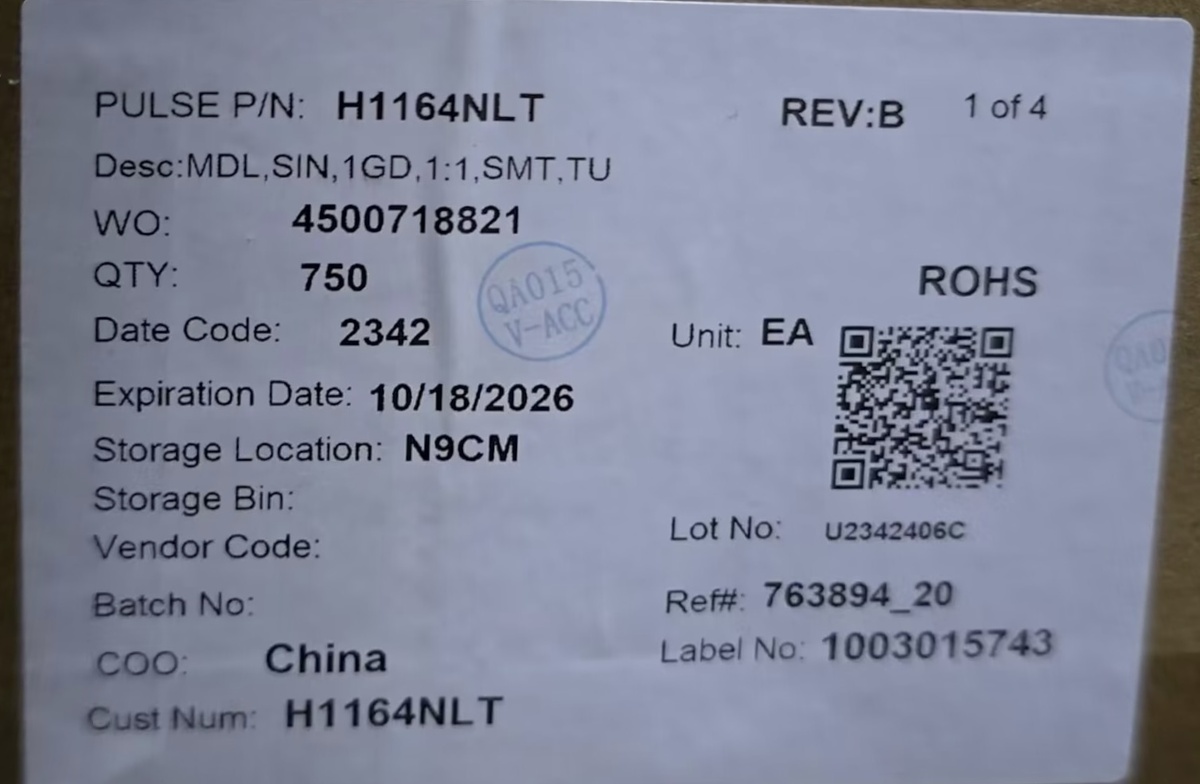 PULSE P/N: H1164NLT REV:B 1 of 4
Desc:MDL,SIN,1GD,1:1,SMT,TU
WO: 4500718821
QTY: 750
ROHS
Date Code: 2342
QA015
V-ACC
Unit: EA
Expiration Date: 10/18/2026
Storage Location: N9CM
Storage Bin:
Vendor Code:
Lot No: U2342406C
Batch No:
Ref#: 763894_20
COO: China
Label No: 1003015743
Cust Num: H1164NLT
QA0